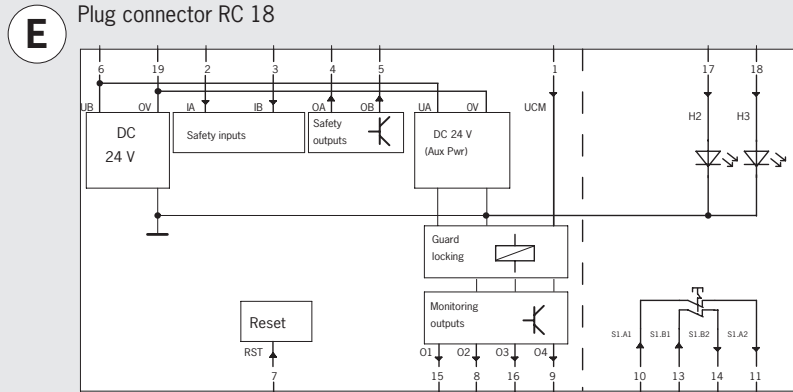 E
Plug connector RC 18
6 19 2 3 4 5 1 17 18
UB 0V IA IB OA OB UA 0V UCM H2 H3
DC
24 V
Safety inputs
Safety
outputs
DC 24 V
(Aux Pwr)
Guard
locking
Monitoring
outputs
Reset
RST
O1 O2 O3 O4
S1.A1 S1.B1 S1.B2 S1.A2
7 15 8 16 9 10 13 14 11